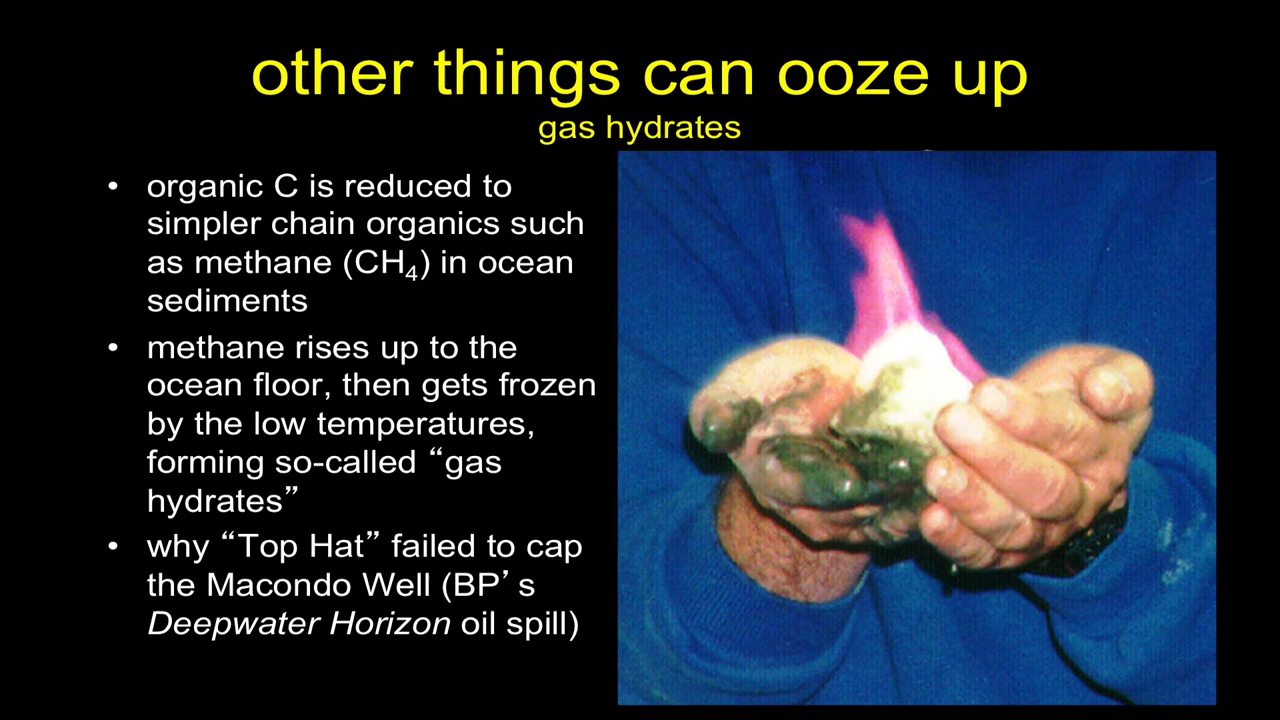 other things can ooze up
gas hydrates
• organic C is reduced to
simpler chain organics such
as methane (CH₄) in ocean
sediments
• methane rises up to the
ocean floor, then gets frozen
by the low temperatures,
forming so-called “gas
hydrates”
• why “Top Hat” failed to cap
the Macondo Well (BP’s
Deepwater Horizon oil spill)